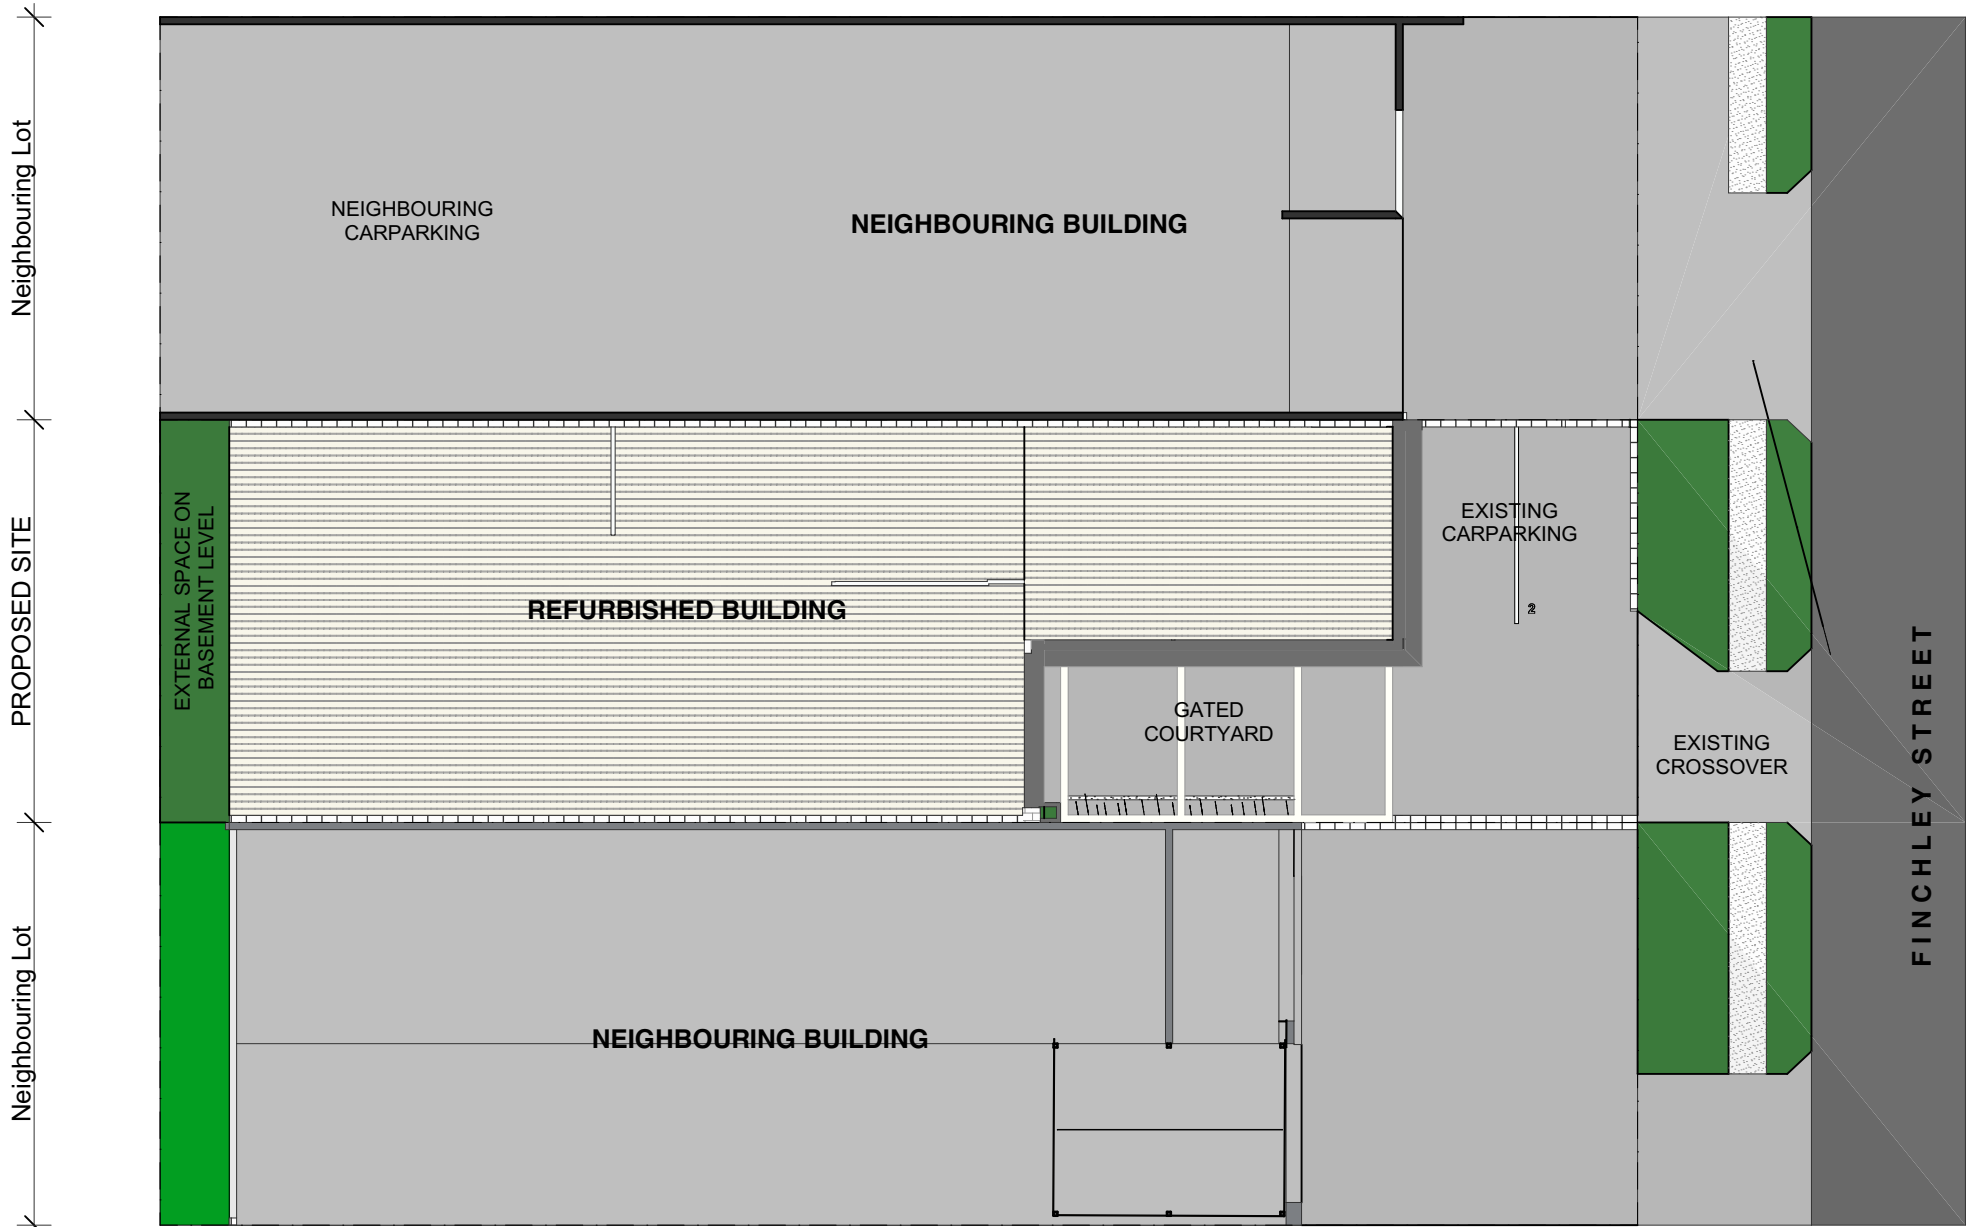 Neighbouring Lot
NEIGHBOURING
CARPARKING
NEIGHBOURING BUILDING
PROPOSED SITE
EXTERNAL SPACE ON
BASEMENT LEVEL
REFURBISHED BUILDING
EXISTING
CARPARKING
2
GATED
COURTYARD
EXISTING
CROSSOVER
FINCHLEY STREET
Neighbouring Lot
NEIGHBOURING BUILDING